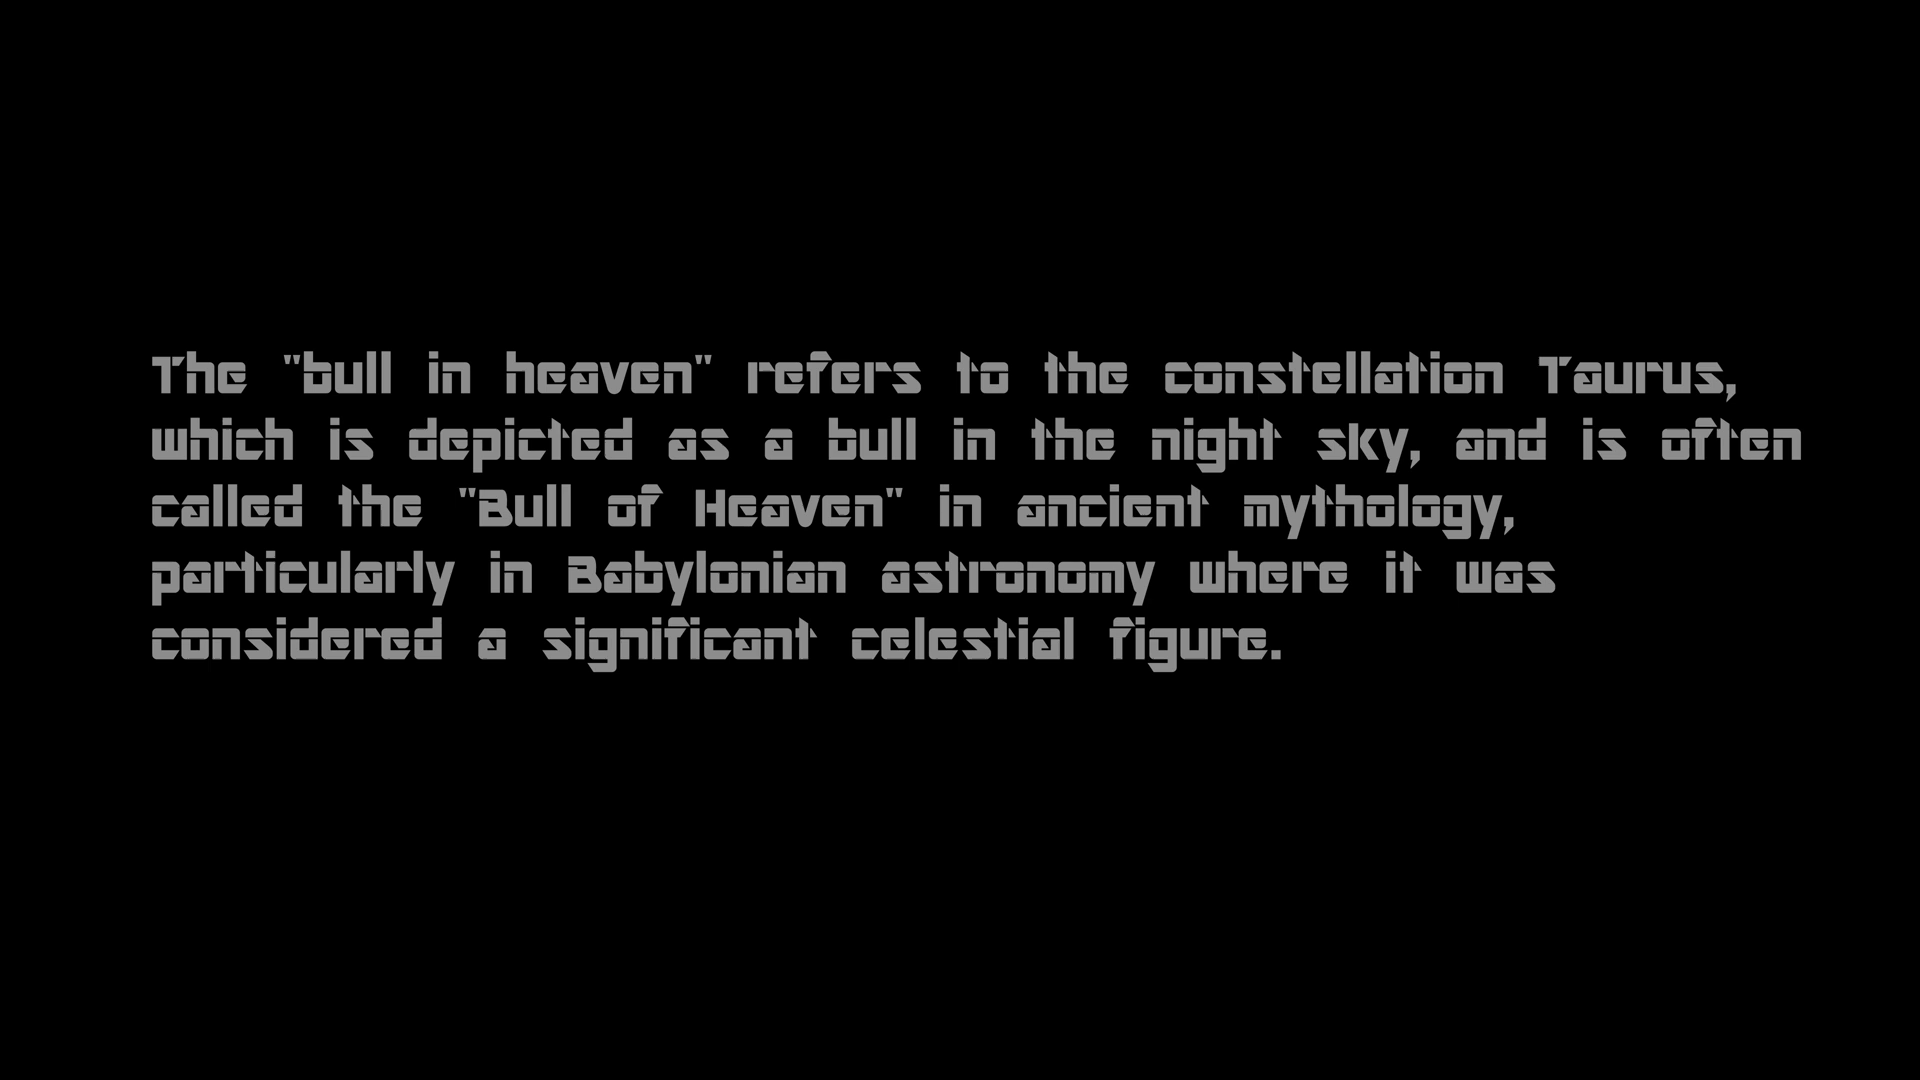 The "bull in heaven" refers to the constellation Taurus,
which is depicted as a bull in the night sky, and is often
called the "Bull of Heaven" in ancient mythology,
particularly in Babylonian astronomy where it was
considered a significant celestial figure.